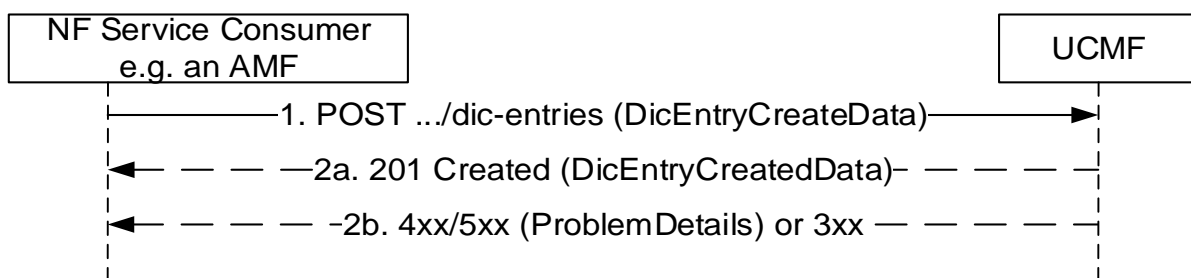 NF Service Consumer
e.g. an AMF
UCMF
1. POST .../dic-entries (DicEntryCreateData)
2a. 201 Created (DicEntryCreatedData)
2b. 4xx/5xx (ProblemDetails) or 3xx